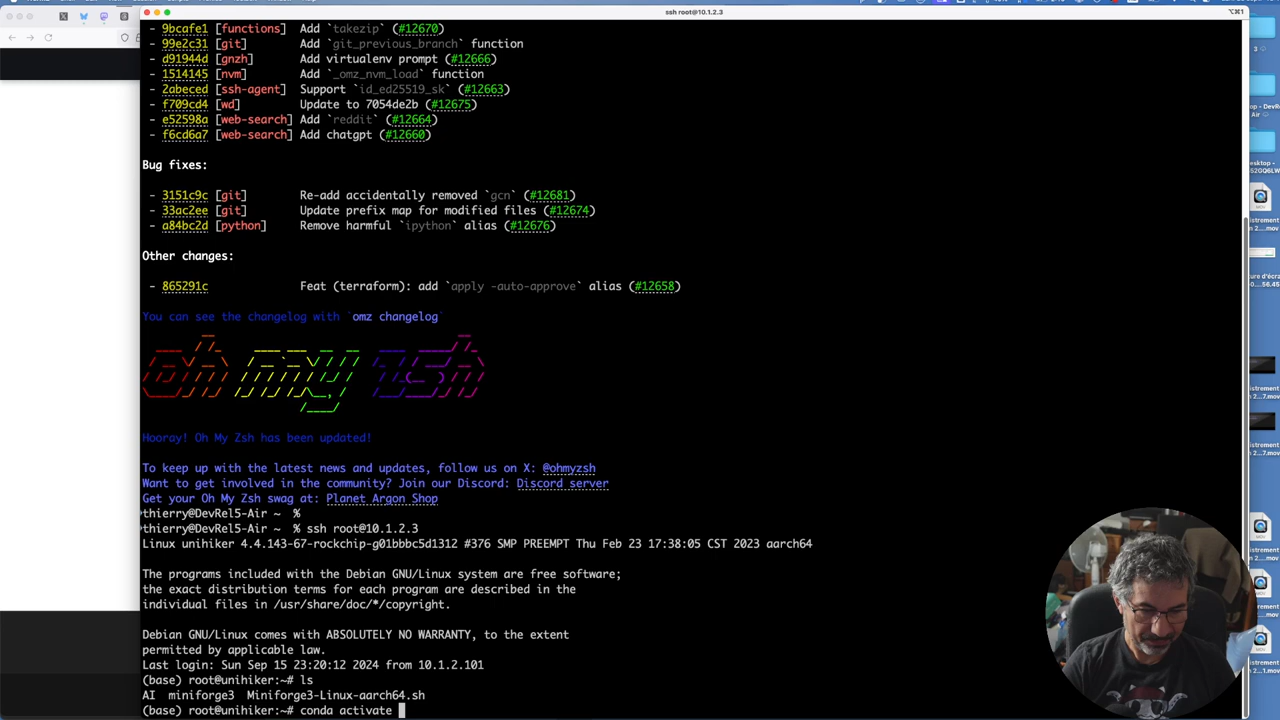 ssh root@10.1.2.3
⌥⌘1
- 9bcafe1 [functions] Add `takezip` (#12670)
- 99e2c31 [git] Add `git_previous_branch` function
- d91944d [gnzh] Add virtualenv prompt (#12666)
- 1514145 [nvm] Add `_omz_nvm_load` function
- 2abeced [ssh-agent] Support `id_ed25519_sk` (#12663)
- f709cd4 [wd] Update to 7054de2b (#12675)
- e52598a [web-search] Add `reddit` (#12664)
- f6cd6a7 [web-search] Add chatgpt (#12660)
Bug fixes:
- 3151c9c [git] Re-add accidentally removed `gcn` (#12681)
- 33ac2ee [git] Update prefix map for modified files (#12674)
- a84bc2d [python] Remove harmful `ipython` alias (#12676)
Other changes:
- 865291c Feat (terraform): add `apply -auto-approve` alias (#12658)
You can see the changelog with `omz changelog`
oh my zsh
Hooray! Oh My Zsh has been updated!
To keep up with the latest news and updates, follow us on X: @ohmyzsh
Want to get involved in the community? Join our Discord: Discord server
Get your Oh My Zsh swag at: Planet Argon Shop
thierry@DevRel5-Air ~ %
thierry@DevRel5-Air ~ % ssh root@10.1.2.3
Linux unihiker 4.4.143-67-rockchip-g01bbbc5d1312 #376 SMP PREEMPT Thu Feb 23 17:38:05 CST 2023 aarch64
The programs included with the Debian GNU/Linux system are free software;
the exact distribution terms for each program are described in the
individual files in /usr/share/doc/*/copyright.
Debian GNU/Linux comes with ABSOLUTELY NO WARRANTY, to the extent
permitted by applicable law.
Last login: Sun Sep 15 23:20:12 2024 from 10.1.2.101
(base) root@unihiker:~# ls
AI miniforge3 Miniforge3-Linux-aarch64.sh
(base) root@unihiker:~# conda activate